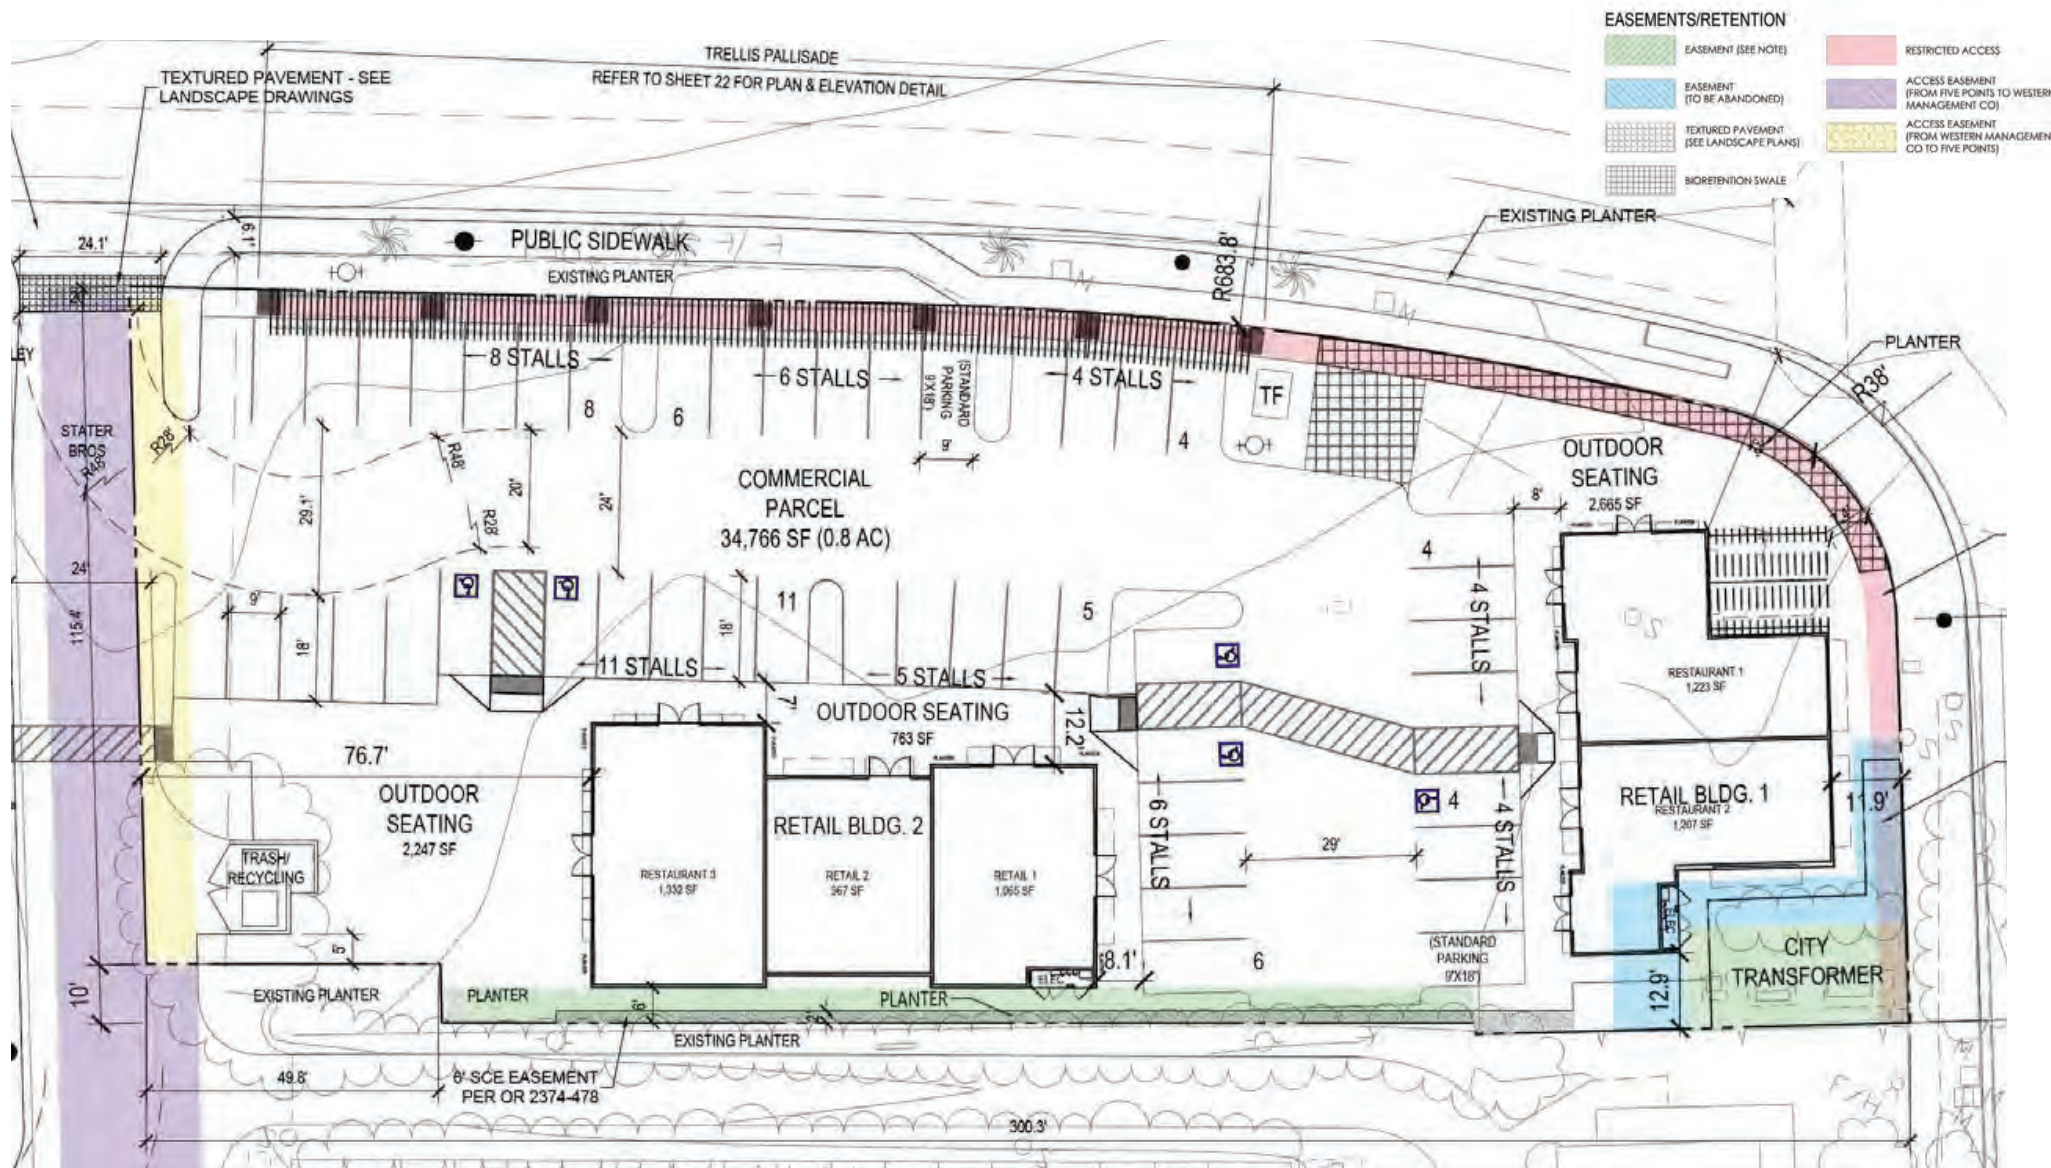 EASEMENTS/RETENTION
EASEMENT (SEE NOTE)
RESTRICTED ACCESS
EASEMENT
(TO BE ABANDONED)
ACCESS EASEMENT
(FROM FIVE POINTS TO WESTERN
MANAGEMENT CO)
TEXTURED PAVEMENT
(SEE LANDSCAPE PLANS)
ACCESS EASEMENT
(FROM WESTERN MANAGEMEN
CO TO FIVE POINTS)
BIORETENTION SWALE
TRELLIS PALLISADE
REFER TO SHEET 22 FOR PLAN & ELEVATION DETAIL
TEXTURED PAVEMENT - SEE
LANDSCAPE DRAWINGS
24.1'
6.1'
PUBLIC SIDEWALK
EXISTING PLANTER
R683.8'
EXISTING PLANTER
PLANTER
R38'
LEY
8 STALLS
6 STALLS
(STANDARD
PARKING
9'X18')
4 STALLS
TF
8
6
9'
4
STATER
BROS
R48'
R28'
29.1'
R48'
R28'
20'
24'
COMMERCIAL
PARCEL
34,766 SF (0.8 AC)
OUTDOOR
SEATING
2,665 SF
8'
24'
115.4'
9'
18'
11
18'
5
4
4 STALLS
11 STALLS
5 STALLS
RESTAURANT 1
1,223 SF
76.7'
7'
OUTDOOR SEATING
763 SF
12.2'
OUTDOOR
SEATING
2,247 SF
RETAIL BLDG. 2
6 STALLS
29'
4
4 STALLS
RETAIL BLDG. 1
RESTAURANT 2
1,207 SF
11.9'
TRASH/
RECYCLING
RESTAURANT 3
1,332 SF
RETAIL 2
967 SF
RETAIL 1
1,065 SF
ELEC
5'
8.1'
6
(STANDARD
PARKING
9'X18')
CITY
TRANSFORMER
12.9'
10'
EXISTING PLANTER
PLANTER
6'
2'
PLANTER
ELEC
EXISTING PLANTER
49.8'
6' SCE EASEMENT
PER OR 2374-478
300.3'